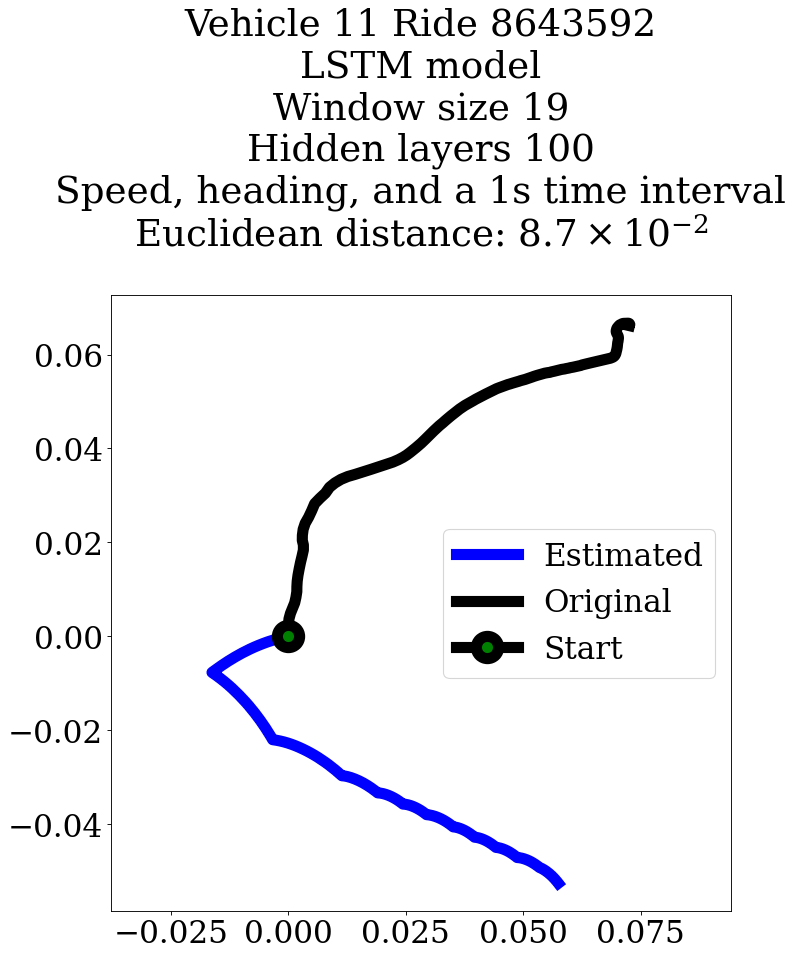 Vehicle 11 Ride 8643592
LSTM model
Window size 19
Hidden layers 100
Speed, heading, and a 1s time interval
Euclidean distance: 8.7 × 10⁻²
0.06
0.04
0.02
0.00
−0.02
−0.04
Estimated
Original
Start
−0.025 0.000 0.025 0.050 0.075